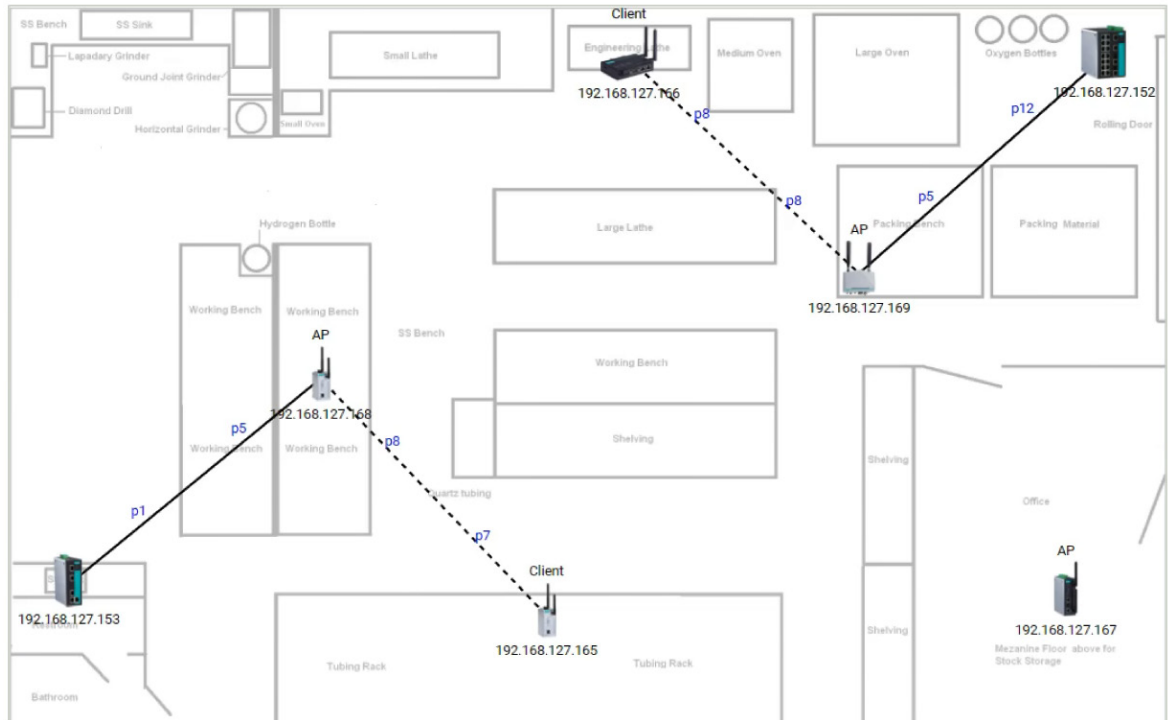 Client
SS Bench
SS Sink
Lapadary Grinder
Ground Joint Grinder
Small Lathe
Engineering Lathe
Medium Oven
Large Oven
Oxygen Bottles
192.168.127.166
192.168.127.152
Diamond Drill
Horizontal Grinder
Small Oven
p8
p12
Rolling Door
p8
p5
Hydrogen Bottle
Large Lathe
AP
Packing Bench
Packing Material
192.168.127.169
Working Bench
Working Bench
AP
SS Bench
Working Bench
192.168.127.168
p5
p8
Working Bench
Working Bench
Shelving
Shelving
Quartz tubing
Office
p1
p7
AP
Client
192.168.127.153
192.168.127.165
192.168.127.167
Shelving
Mezanine Floor above for
Stock Storage
Tubing Rack
Tubing Rack
Bathroom